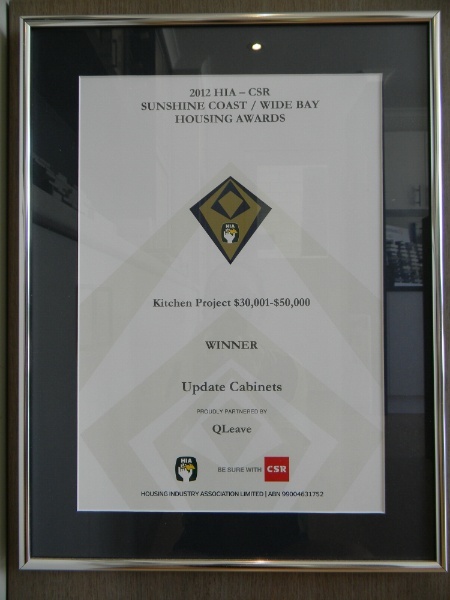 2012 HIA – CSR
SUNSHINE COAST / WIDE BAY
HOUSING AWARDS
HIA
Kitchen Project $30,001-$50,000
WINNER
Update Cabinets
PROUDLY PARTNERED BY
QLeave
HIA
BE SURE WITH CSR
HOUSING INDUSTRY ASSOCIATION LIMITED | ABN 99004631752